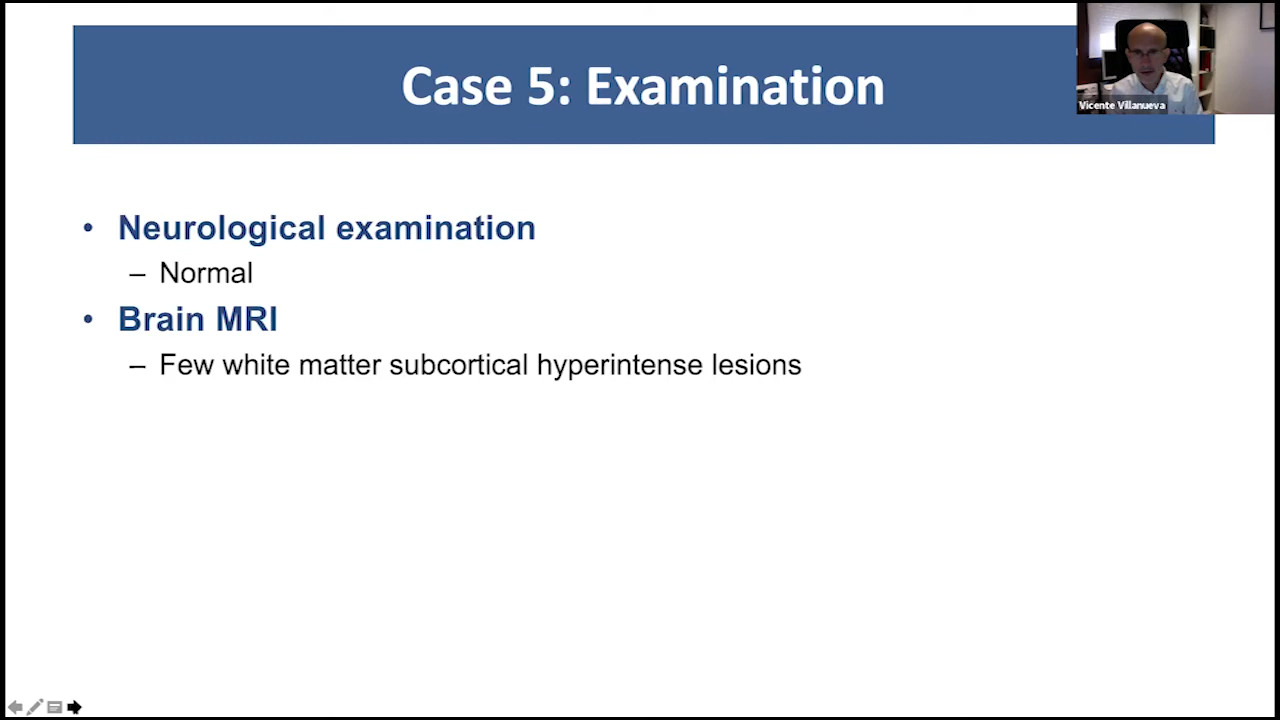 Case 5: Examination
Vicente Villanueva
• Neurological examination
– Normal
• Brain MRI
– Few white matter subcortical hyperintense lesions